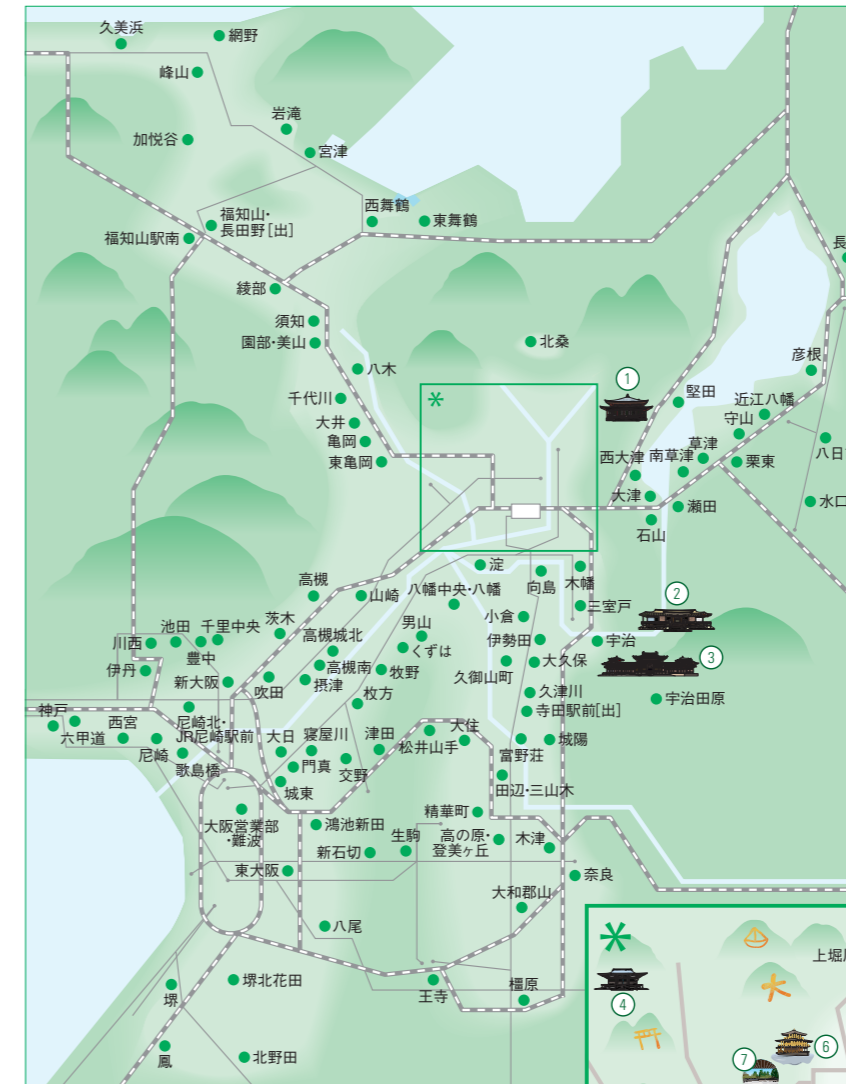 久美浜
網野
峰山
岩滝
加悦谷
宮津
福知山・
長田野[出]
西舞鶴
東舞鶴
福知山駅南
長
綾部
須知
園部・美山
北桑
八木
彦根
1
千代川
＊
堅田
近江八幡
大井
守山
亀岡
草津
八日
東亀岡
西大津
南草津
栗東
大津
瀬田
水口
石山
淀
向島
木幡
高槻
山崎
八幡中央・八幡
三室戸
2
小倉
茨木
男山
池田
千里中央
高槻城北
くずは
伊勢田
宇治
川西
豊中
伊丹
高槻南
牧野
久御山町
大久保
3
新大阪
吹田
摂津
枚方
久津川
宇治田原
寺田駅前[出]
神戸
六甲道
西宮
尼崎
尼崎北・
JR尼崎駅前
歌島橋
大日
寝屋川
津田
松井山手
大住
富野荘
城陽
門真
交野
城東
田辺・三山木
大阪営業部
・難波
鴻池新田
精華町
新石切
生駒
高の原・
登美ヶ丘
木津
東大阪
奈良
大和郡山
八尾
＊
上堀川
堺北花田
堺
王寺
橿原
4
鳳
北野田
6
7